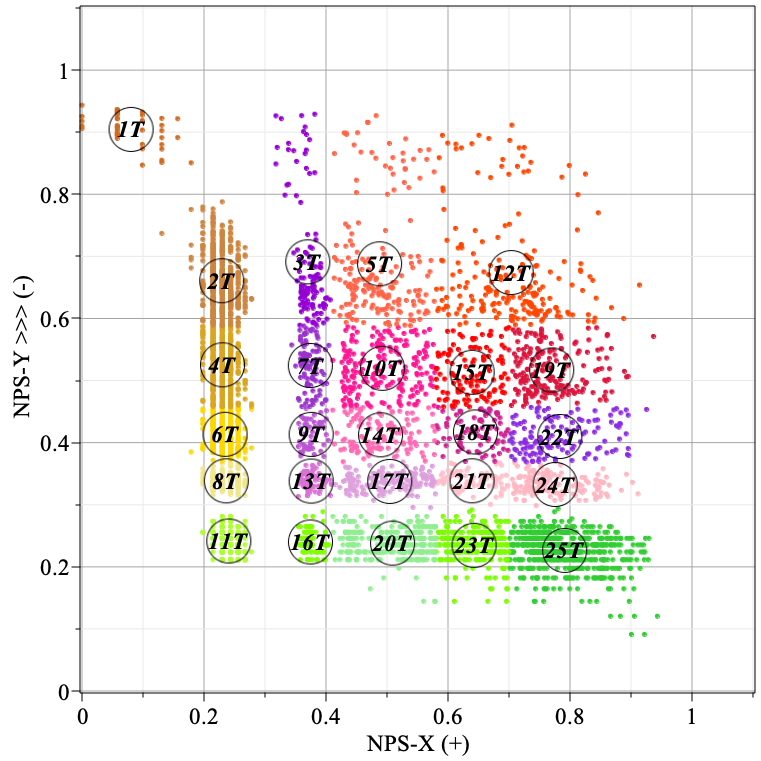 1
1T
0.8
3T
5T
12T
2T
NPS-Y >>> (-)
0.6
4T
7T
10T
15T
19T
6T
9T
14T
18T
22T
0.4
8T
13T
17T
21T
24T
11T
16T
20T
23T
25T
0.2
0
0 0.2 0.4 0.6 0.8 1
NPS-X (+)